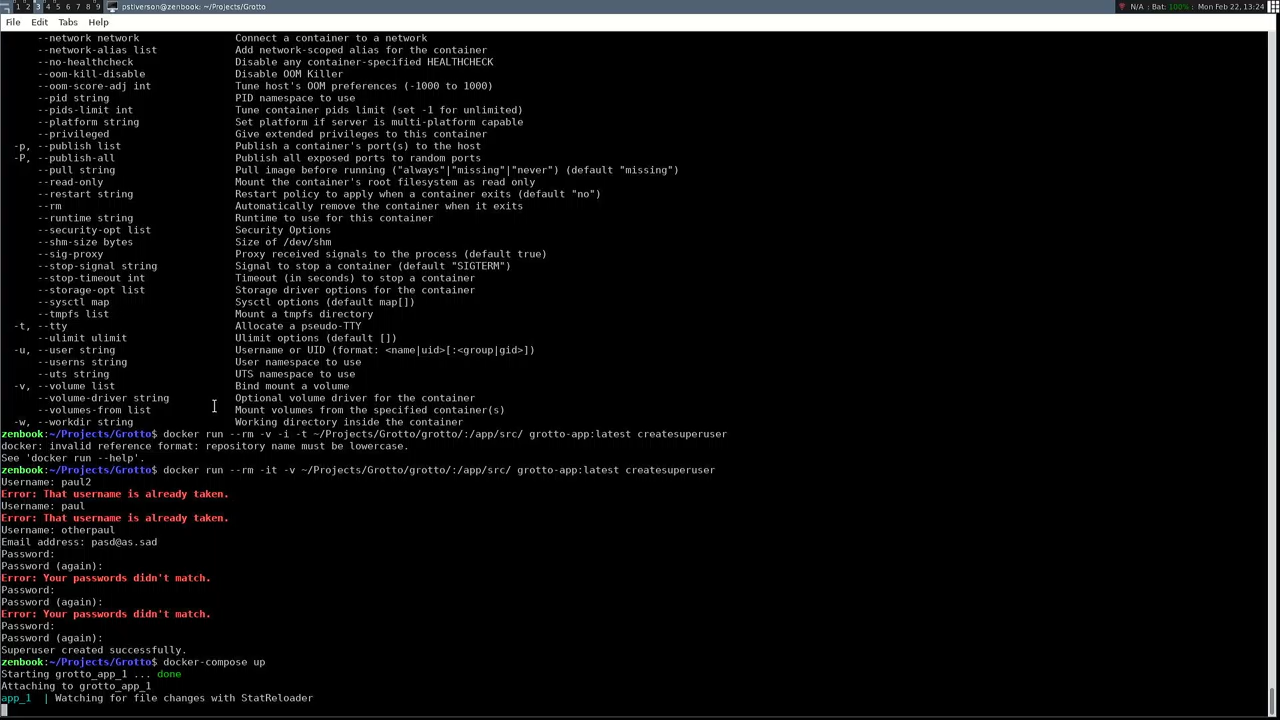 1 2 3 4 5 6 7 8 9 pstiverson@zenbook: ~/Projects/Grotto N/A : Bat: 100% : Mon Feb 22, 13:24
File Edit Tabs Help
--network network Connect a container to a network
--network-alias list Add network-scoped alias for the container
--no-healthcheck Disable any container-specified HEALTHCHECK
--oom-kill-disable Disable OOM Killer
--oom-score-adj int Tune host's OOM preferences (-1000 to 1000)
--pid string PID namespace to use
--pids-limit int Tune container pids limit (set -1 for unlimited)
--platform string Set platform if server is multi-platform capable
--privileged Give extended privileges to this container
-p, --publish list Publish a container's port(s) to the host
-P, --publish-all Publish all exposed ports to random ports
--pull string Pull image before running ("always"|"missing"|"never") (default "missing")
--read-only Mount the container's root filesystem as read only
--restart string Restart policy to apply when a container exits (default "no")
--rm Automatically remove the container when it exits
--runtime string Runtime to use for this container
--security-opt list Security Options
--shm-size bytes Size of /dev/shm
--sig-proxy Proxy received signals to the process (default true)
--stop-signal string Signal to stop a container (default "SIGTERM")
--stop-timeout int Timeout (in seconds) to stop a container
--storage-opt list Storage driver options for the container
--sysctl map Sysctl options (default map[])
--tmpfs list Mount a tmpfs directory
-t, --tty Allocate a pseudo-TTY
--ulimit ulimit Ulimit options (default [])
-u, --user string Username or UID (format: <name|uid>[:<group|gid>])
--userns string User namespace to use
--uts string UTS namespace to use
-v, --volume list Bind mount a volume
--volume-driver string Optional volume driver for the container
--volumes-from list Mount volumes from the specified container(s)
-w, --workdir string Working directory inside the container
zenbook:~/Projects/Grotto$ docker run --rm -v -i -t ~/Projects/Grotto/grotto/:/app/src/ grotto-app:latest createsuperuser
docker: invalid reference format: repository name must be lowercase.
See 'docker run --help'.
zenbook:~/Projects/Grotto$ docker run --rm -it -v ~/Projects/Grotto/grotto/:/app/src/ grotto-app:latest createsuperuser
Username: paul2
Error: That username is already taken.
Username: paul
Error: That username is already taken.
Username: otherpaul
Email address: pasd@as.sad
Password:
Password (again):
Error: Your passwords didn't match.
Password:
Password (again):
Error: Your passwords didn't match.
Password:
Password (again):
Superuser created successfully.
zenbook:~/Projects/Grotto$ docker-compose up
Starting grotto_app_1 ... done
Attaching to grotto_app_1
app_1 | Watching for file changes with StatReloader